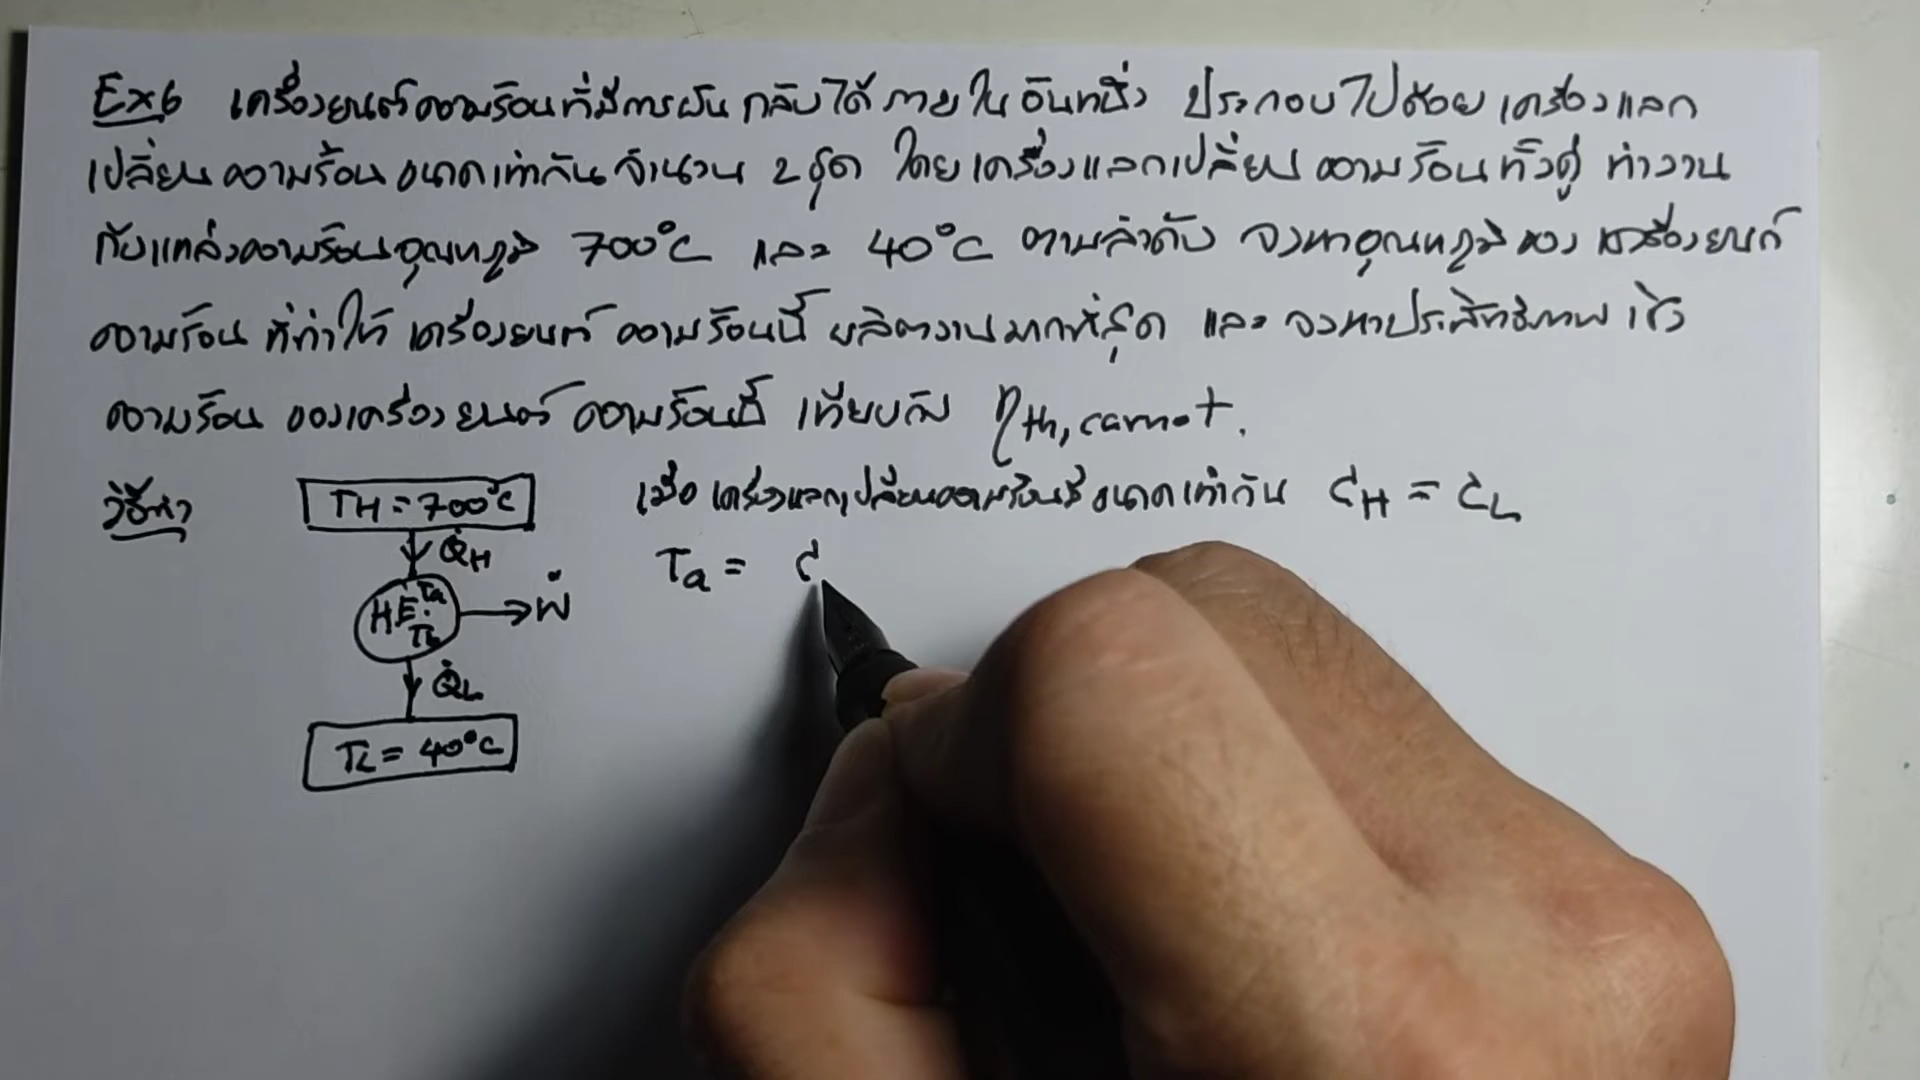 Ex6 เครื่องยนต์ความร้อนที่มีการผันกลับได้ภายในอันหนึ่ง ประกอบไปด้วยเครื่องแลก
เปลี่ยนความร้อนขนาดเท่ากันจำนวน 2 ชุด โดยเครื่องแลกเปลี่ยนความร้อนทั้งคู่ ทำงาน
กับแหล่งความร้อนอุณหภูมิ 700°C และ 40°C ตามลำดับ จงหาอุณหภูมิของเครื่องยนต์
ความร้อน ที่ทำให้เครื่องยนต์ความร้อนนี้ ผลิตงานมากที่สุด และ จงหาประสิทธิภาพเชิง
ความร้อน ของเครื่องยนต์ความร้อนนี้ เทียบกับ ηth, carnot.
วิธีทำ
TH = 700°C
Q̇H
HE.
Ta
Tb
Ẇ
Q̇L
TL = 40°C
เมื่อเครื่องแลกเปลี่ยนความร้อนมีขนาดเท่ากัน CH = CL
Ta = C